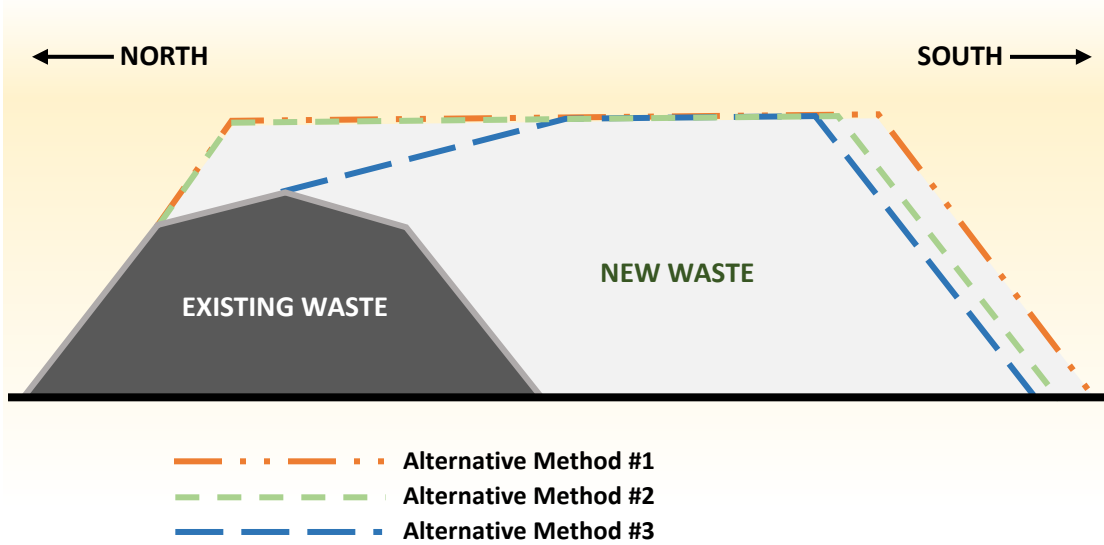 NORTH
SOUTH
NEW WASTE
EXISTING WASTE
Alternative Method #1
Alternative Method #2
Alternative Method #3